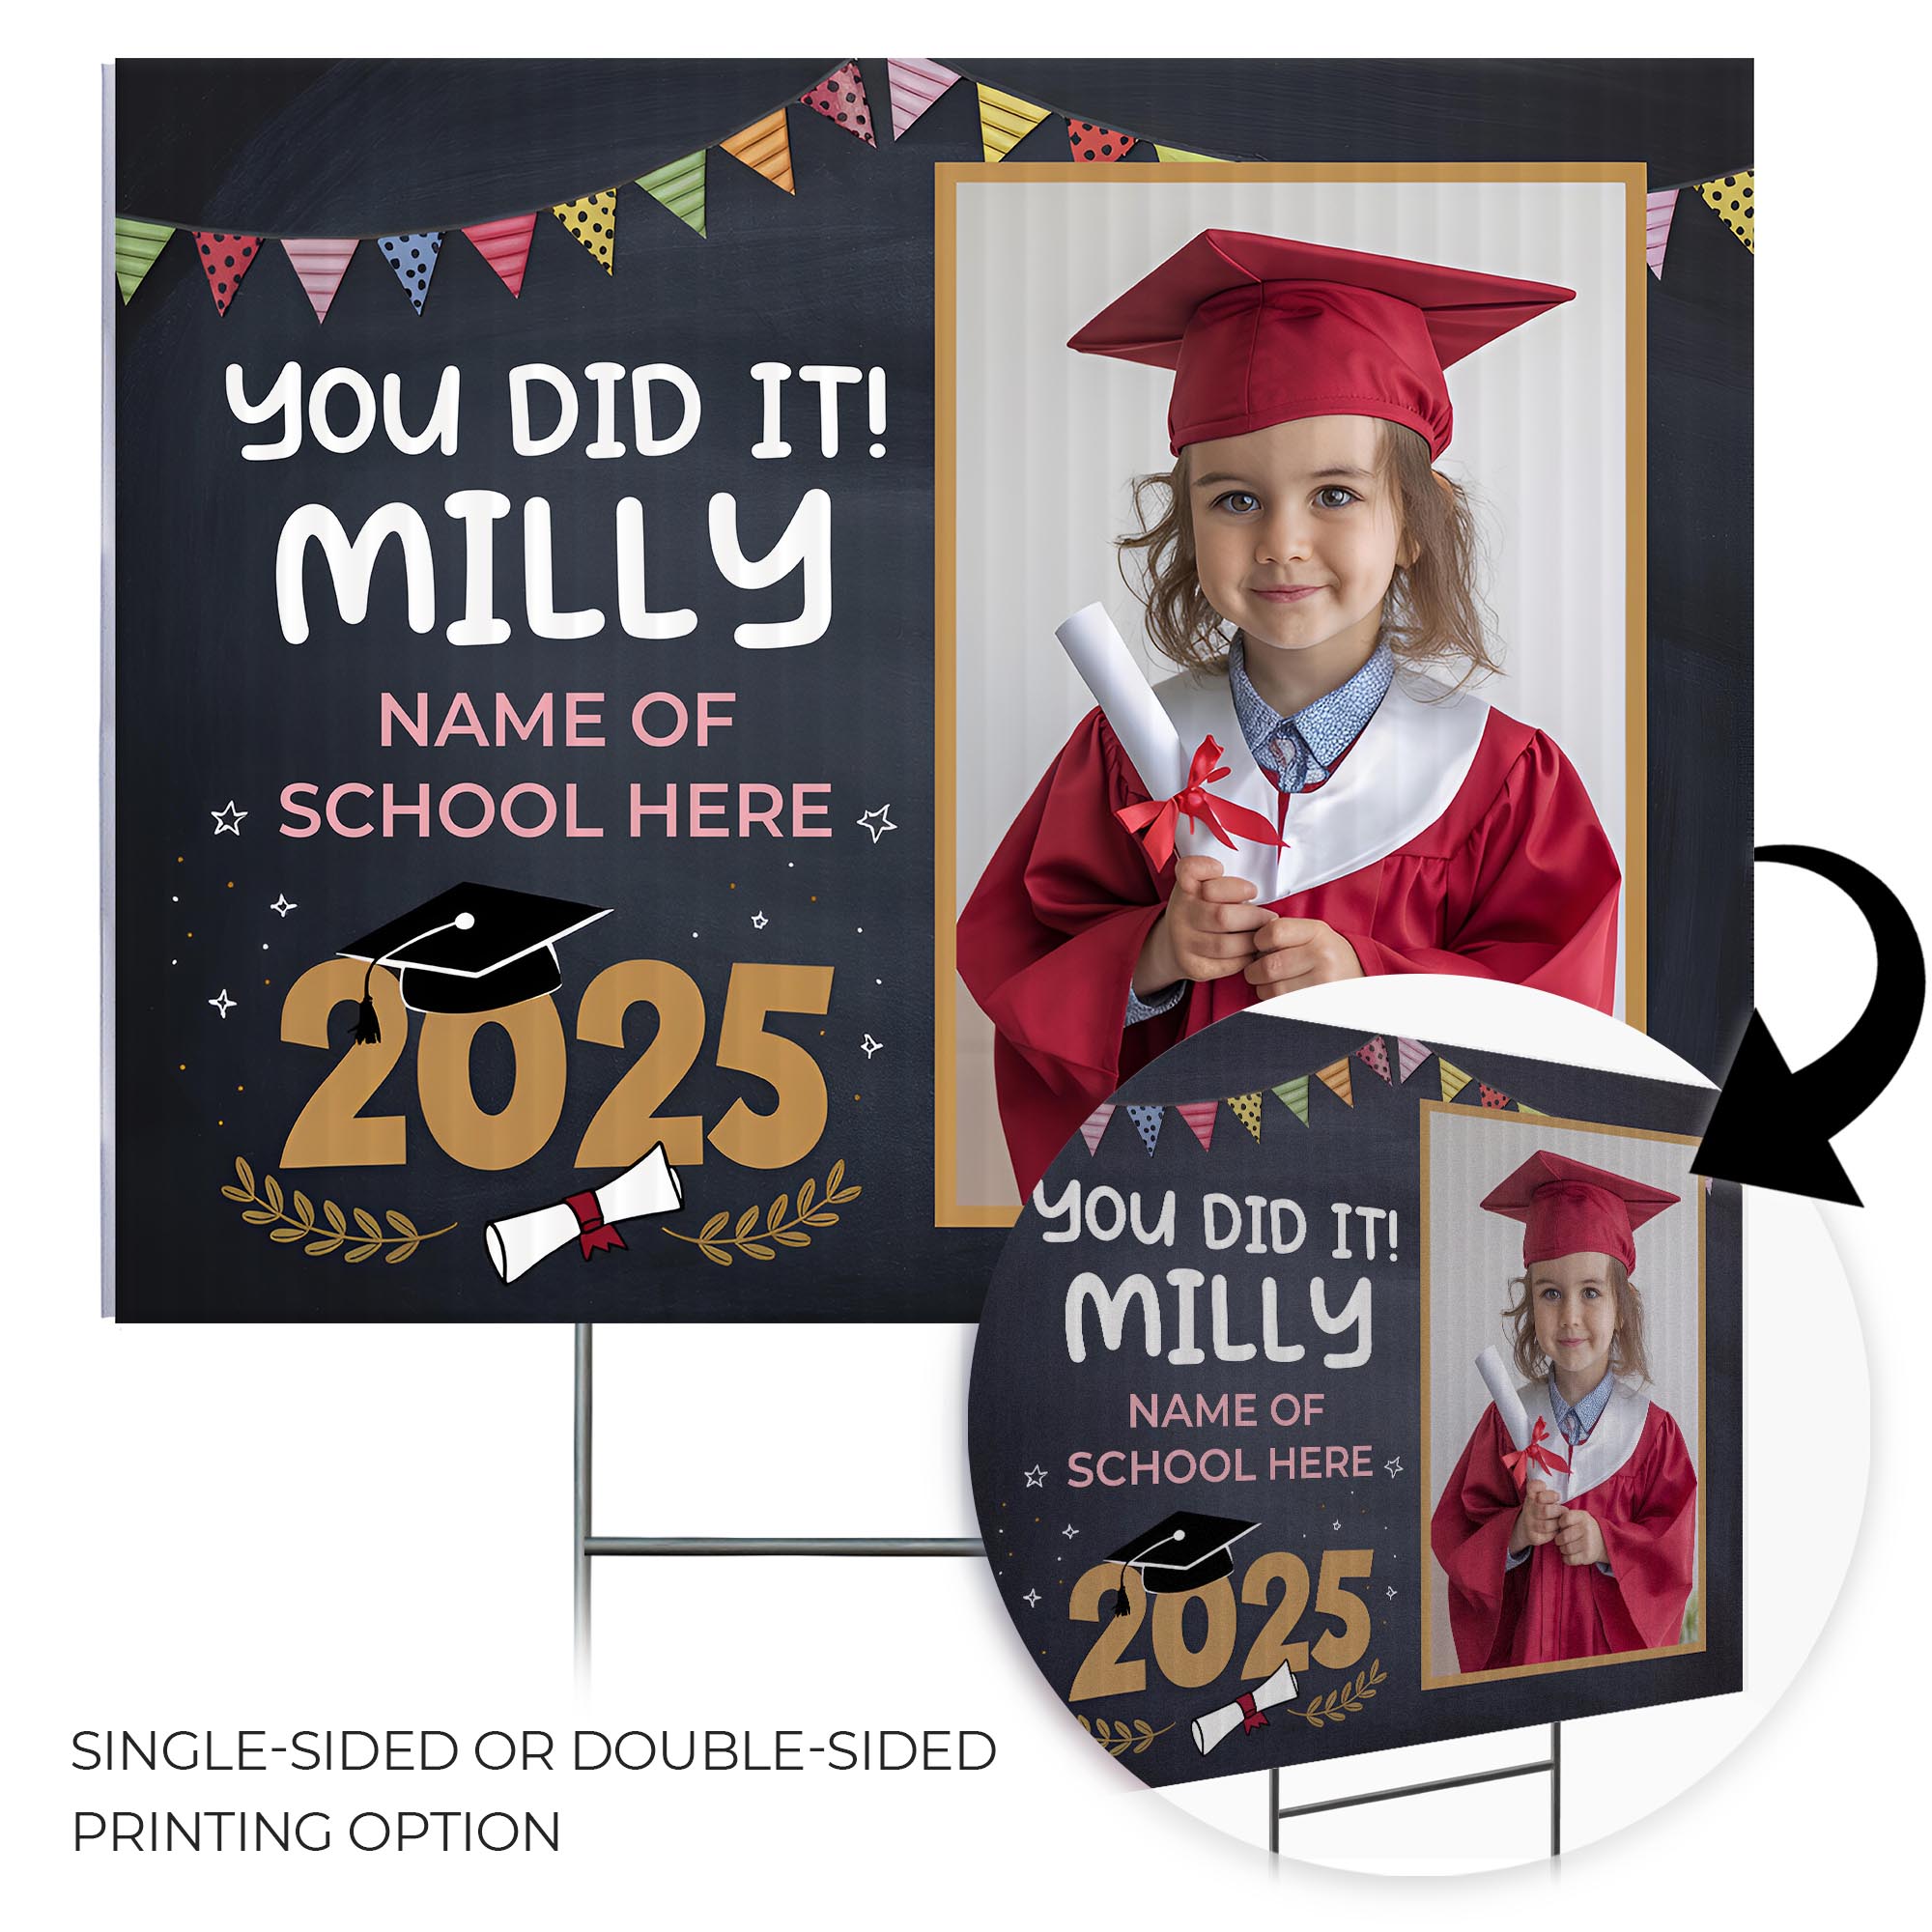 YOU DID IT!
MILLY
NAME OF
SCHOOL HERE
2025
YOU DID IT!
MILLY
NAME OF
SCHOOL HERE
2025
SINGLE-SIDED OR DOUBLE-SIDED
PRINTING OPTION